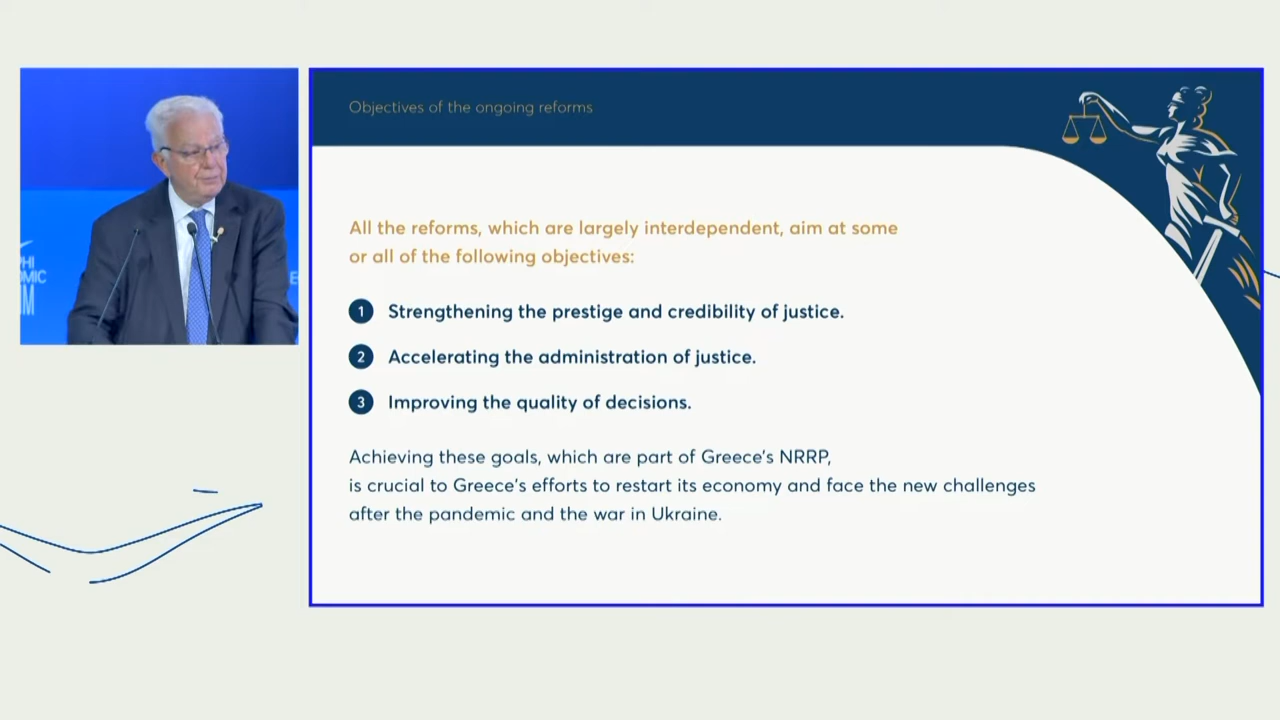 PHI
OMIC
UM
E
Objectives of the ongoing reforms
All the reforms, which are largely interdependent, aim at some
or all of the following objectives:
1 Strengthening the prestige and credibility of justice.
2 Accelerating the administration of justice.
3 Improving the quality of decisions.
Achieving these goals, which are part of Greece's NRRP,
is crucial to Greece's efforts to restart its economy and face the new challenges
after the pandemic and the war in Ukraine.